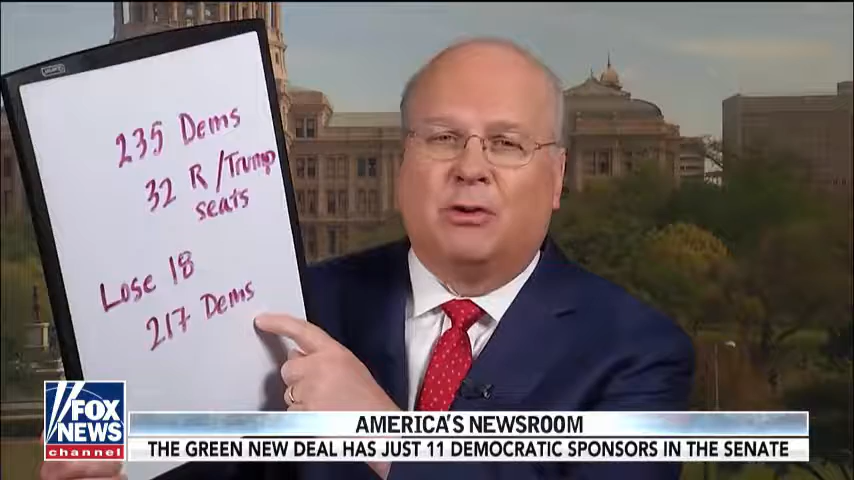 235 Dems
32 R/Trump
seats
Lose 18
217 Dems
FOX
NEWS
channel
AMERICA'S NEWSROOM
THE GREEN NEW DEAL HAS JUST 11 DEMOCRATIC SPONSORS IN THE SENATE